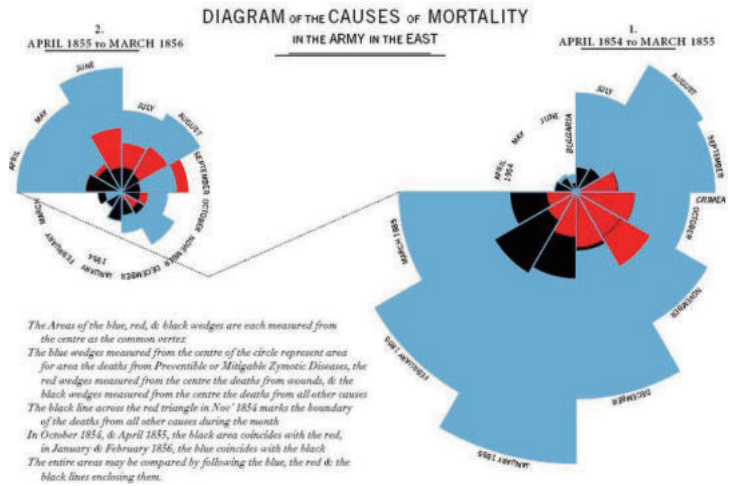 DIAGRAM OF THE CAUSES OF MORTALITY
IN THE ARMY IN THE EAST
2.
APRIL 1855 TO MARCH 1856
1.
APRIL 1854 TO MARCH 1855
APRIL
MAY
JUNE
JULY
AUGUST
SEPTEMBER
OCTOBER
NOVEMBER
DECEMBER
JANUARY
FEBRUARY
MARCH
APRIL
1954
MAY
JUNE
BULGARIA
JULY
AUGUST
SEPTEMBER
CRIMEA
OCTOBER
NOVEMBER
DECEMBER
JANUARY 1855
FEBRUARY 1855
MARCH 1855
The Areas of the blue, red, & black wedges are each measured from
the centre as the common vertex
The blue wedges measured from the centre of the circle represent area
for area the deaths from Preventible or Mitigable Zymotic Diseases, the
red wedges measured from the centre the deaths from wounds, & the
black wedges measured from the centre the deaths from all other causes
The black line across the red triangle in Nov' 1854 marks the boundary
of the deaths from all other causes during the month
In October 1854, & April 1855, the black area coincides with the red,
in January & February 1856, the blue coincides with the black
The entire areas may be compared by following the blue, the red & the
black lines enclosing them.